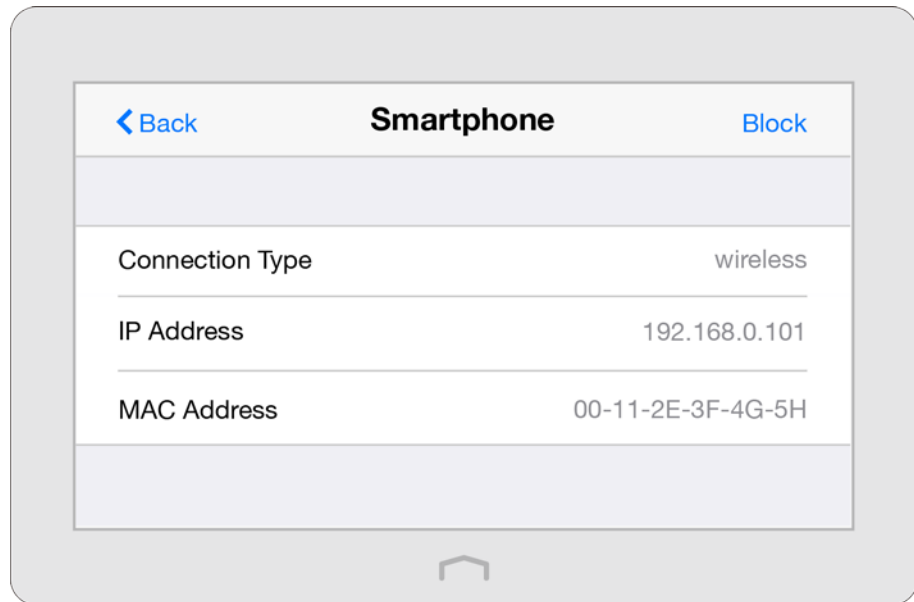 Back Smartphone Block
Connection Type wireless
IP Address 192.168.0.101
MAC Address 00-11-2E-3F-4G-5H